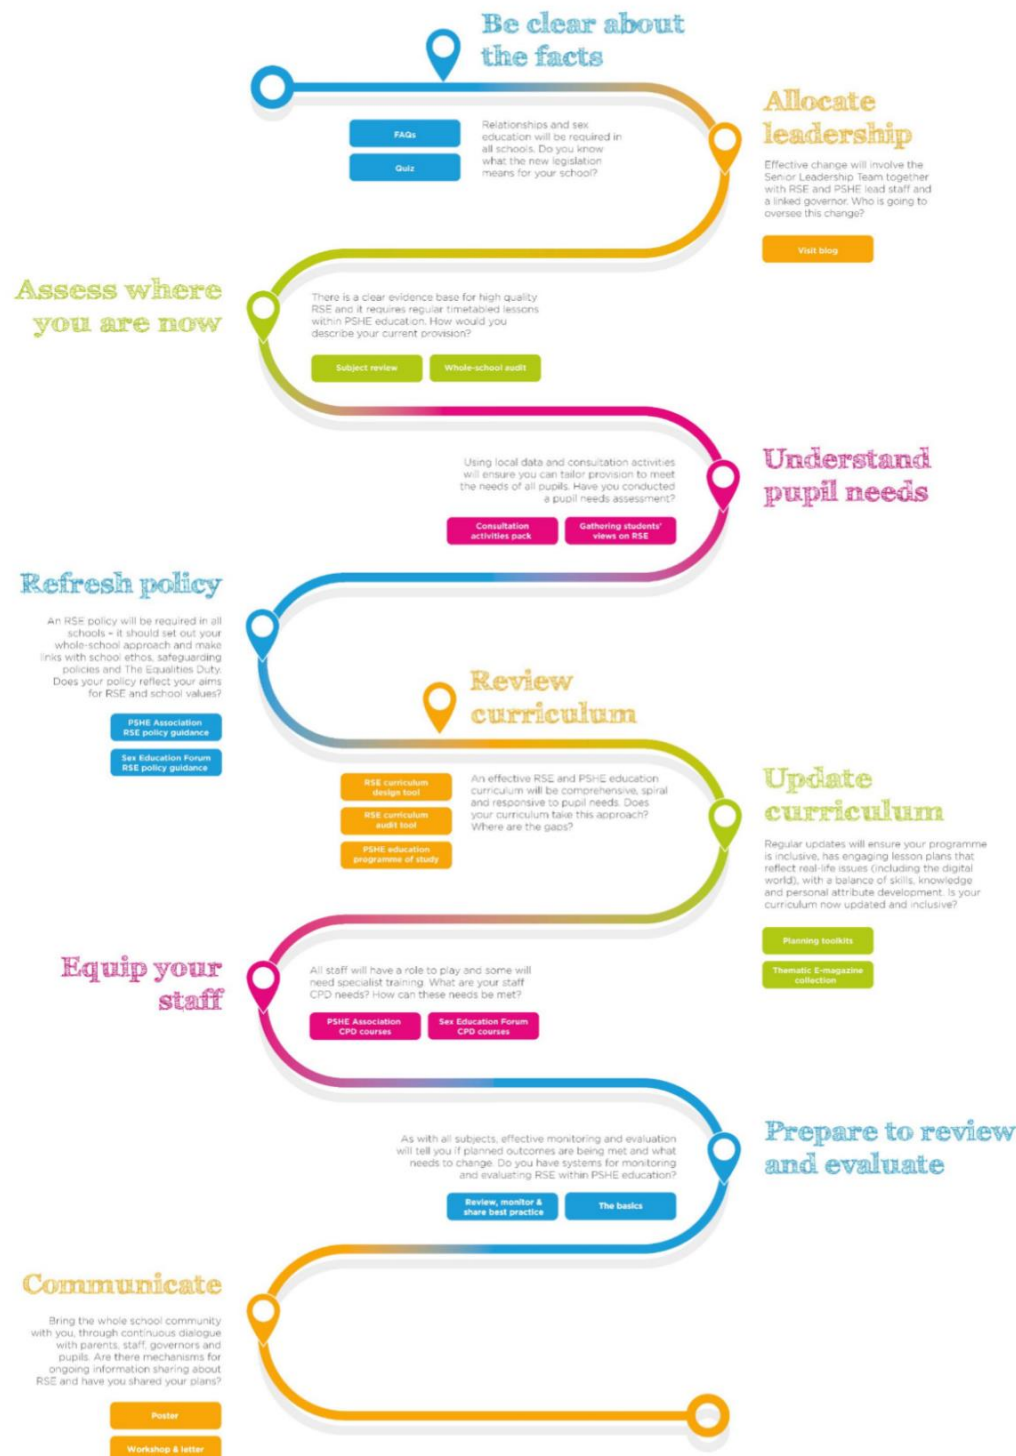 Be clear about
the facts
FAQs
Quiz
Relationships and sex
education will be required in
all schools. Do you know
what the new legislation
means for your school?
Allocate
leadership
Effective change will involve the
Senior Leadership Team together
with RSE and PSHE lead staff and
a linked governor. Who is going to
oversee this change?
Visit blog
Assess where
you are now
There is a clear evidence base for high quality
RSE and it requires regular timetabled lessons
within PSHE education. How would you
describe your current provision?
Subject review
Whole-school audit
Understand
pupil needs
Using local data and consultation activities
will ensure you can tailor provision to meet
the needs of all pupils. Have you conducted
a pupil needs assessment?
Consultation
activities pack
Gathering students'
views on RSE
Refresh policy
An RSE policy will be required in all
schools – it should set out your
whole-school approach and make
links with school ethos, safeguarding
policies and The Equalities Duty.
Does your policy reflect your aims
for RSE and school values?
PSHE Association
RSE policy guidance
Sex Education Forum
RSE policy guidance
Review
curriculum
RSE curriculum
design tool
RSE curriculum
audit tool
PSHE education
programme of study
An effective RSE and PSHE education
curriculum will be comprehensive, spiral
and responsive to pupil needs. Does
your curriculum take this approach?
Where are the gaps?
Update
curriculum
Regular updates will ensure your programme
is inclusive, has engaging lesson plans that
reflect real-life issues (including the digital
world), with a balance of skills, knowledge
and personal attribute development. Is your
curriculum now updated and inclusive?
Planning toolkits
Thematic E-magazine
collection
Equip your
staff
All staff will have a role to play and some will
need specialist training. What are your staff
CPD needs? How can these needs be met?
PSHE Association
CPD courses
Sex Education Forum
CPD courses
Prepare to review
and evaluate
As with all subjects, effective monitoring and evaluation
will tell you if planned outcomes are being met and what
needs to change. Do you have systems for monitoring
and evaluating RSE within PSHE education?
Review, monitor &
share best practice
The basics
Communicate
Bring the whole school community
with you, through continuous dialogue
with parents, staff, governors and
pupils. Are there mechanisms for
ongoing information sharing about
RSE and have you shared your plans?
Poster
Workshop & letter